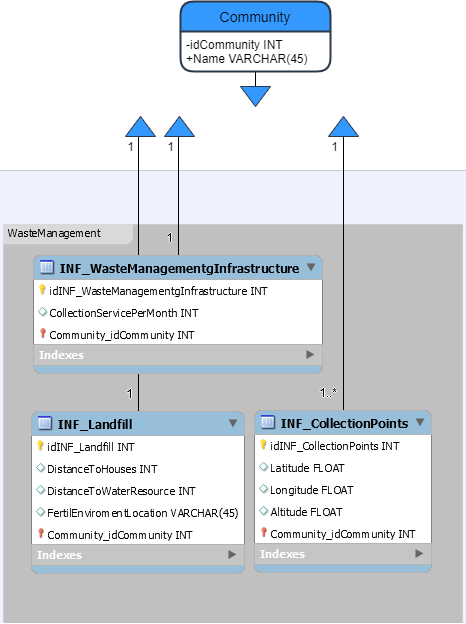 Community
-idCommunity INT
+Name VARCHAR(45)
1
1
1
WasteManagement
1
INF_WasteManagementgInfrastructure
idINF_WasteManagementgInfrastructure INT
CollectionServicePerMonth INT
Community_idCommunity INT
Indexes
1
1..*
INF_Landfill
idINF_Landfill INT
DistanceToHouses INT
DistanceToWaterResource INT
FertilEnviromentLocation VARCHAR(45)
Community_idCommunity INT
Indexes
INF_CollectionPoints
idINF_CollectionPoints INT
Latitude FLOAT
Longitude FLOAT
Altitude FLOAT
Community_idCommunity INT
Indexes